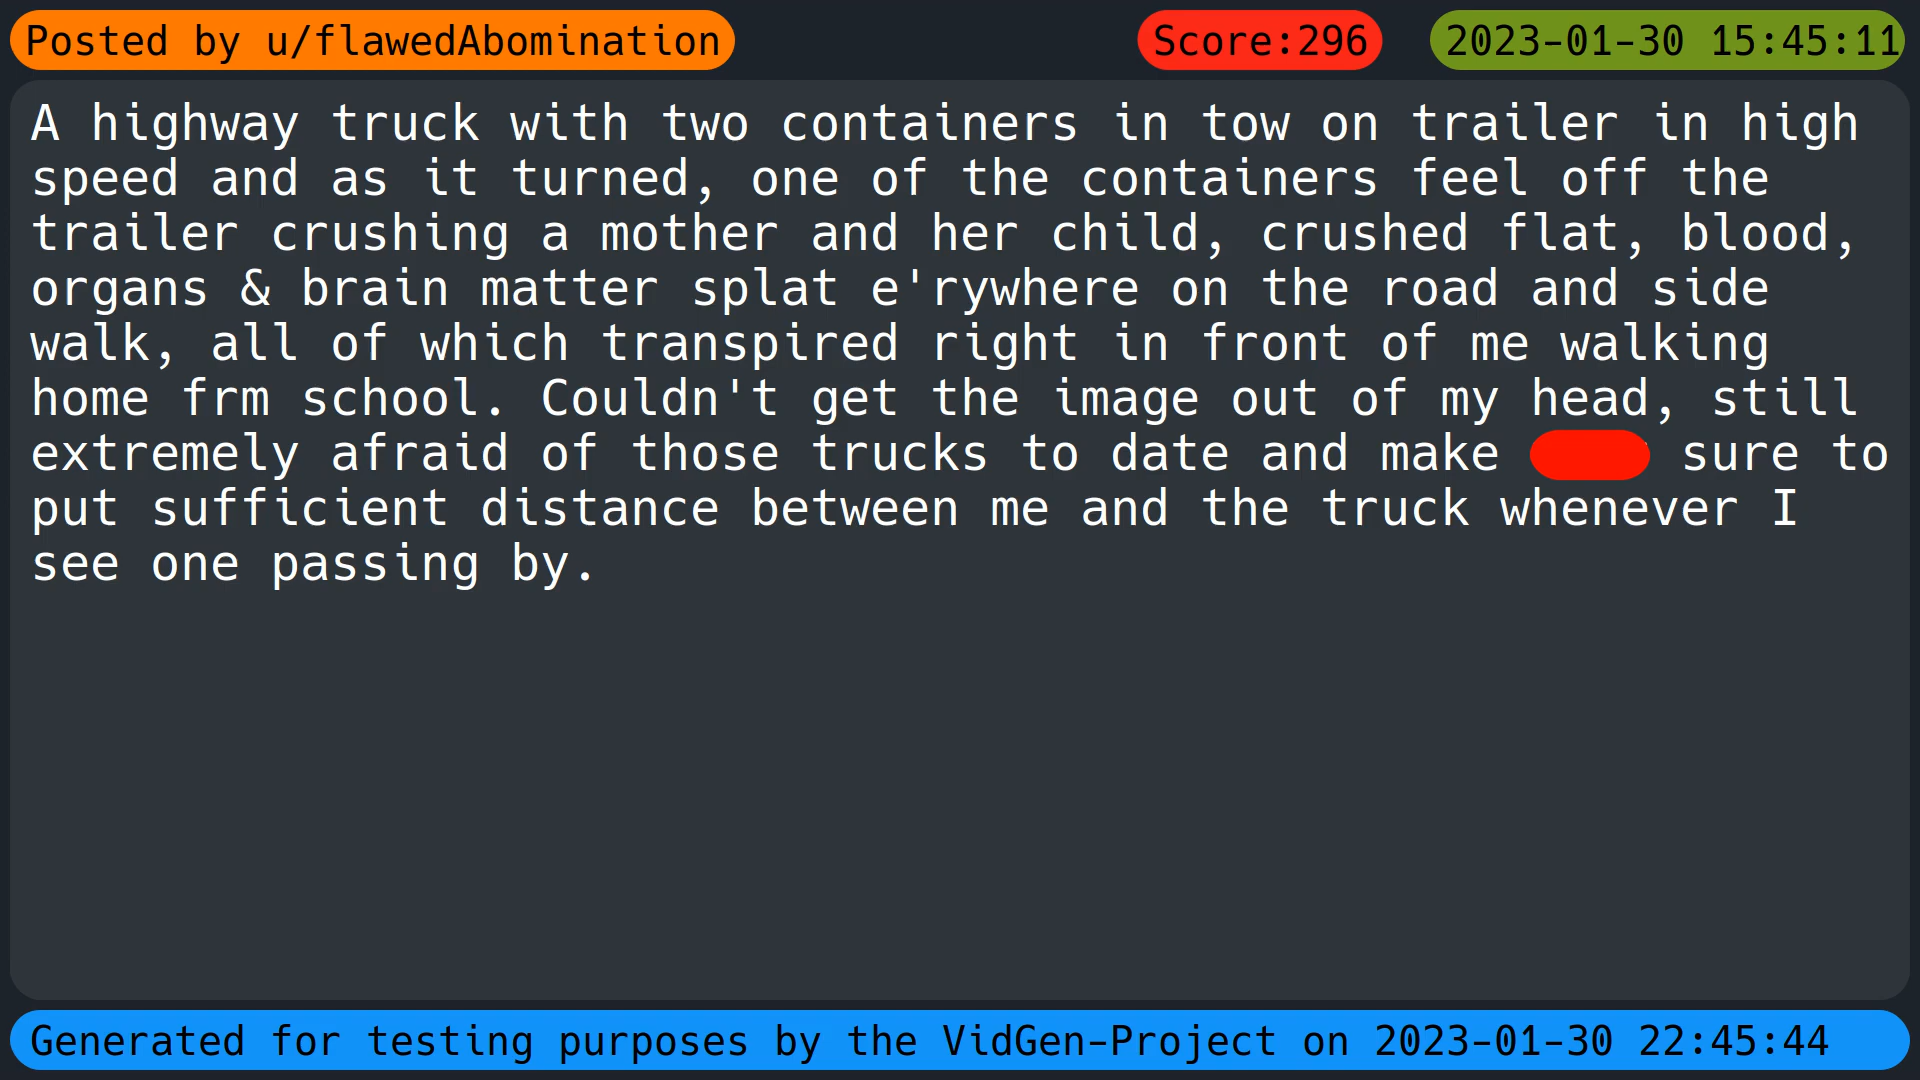 Posted by u/flawedAbomination
Score:296
2023-01-30 15:45:11
A highway truck with two containers in tow on trailer in high
speed and as it turned, one of the containers feel off the
trailer crushing a mother and her child, crushed flat, blood,
organs & brain matter splat e'rywhere on the road and side
walk, all of which transpired right in front of me walking
home frm school. Couldn't get the image out of my head, still
extremely afraid of those trucks to date and make sure to
put sufficient distance between me and the truck whenever I
see one passing by.
Generated for testing purposes by the VidGen-Project on 2023-01-30 22:45:44